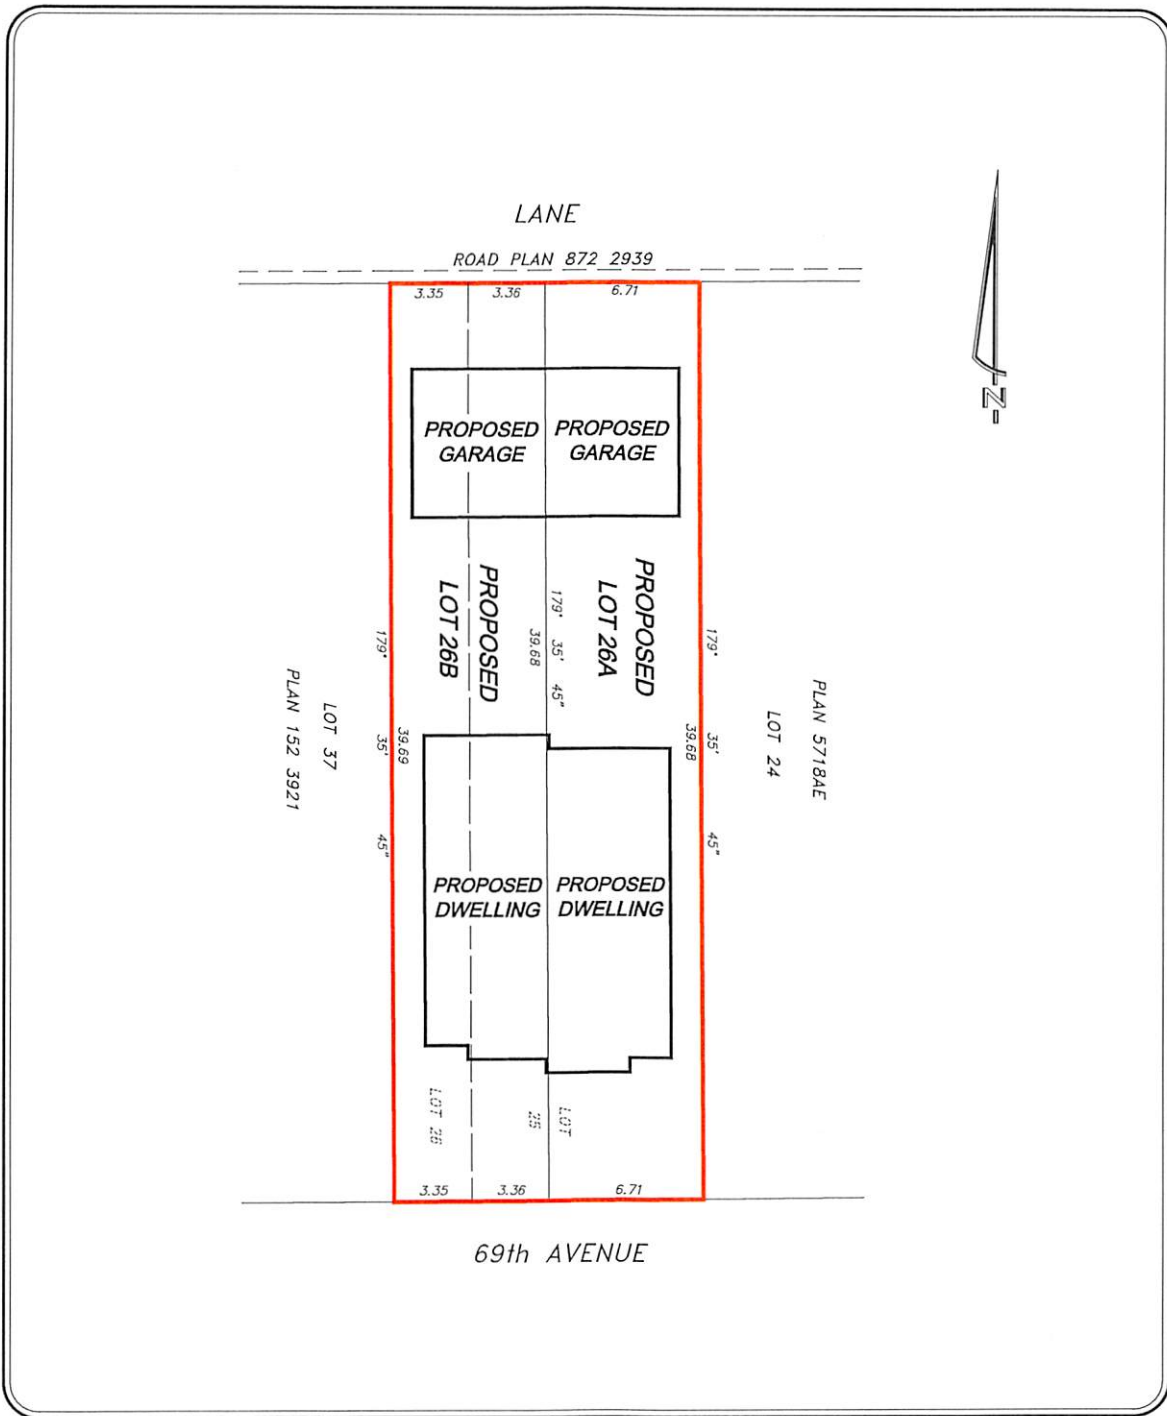 LANE
ROAD PLAN 872 2939
3.35 3.36 6.71
-N-
PROPOSED
GARAGE
PROPOSED
GARAGE
PROPOSED
LOT 26B
PROPOSED
LOT 26A
179° 35' 45"
39.68
179° 35' 45"
39.69
179° 35' 45"
39.68
LOT 37
PLAN 152 3921
PLAN 5718AE
LOT 24
PROPOSED
DWELLING
PROPOSED
DWELLING
LOT 26
LOT
25
3.35 3.36 6.71
69th AVENUE